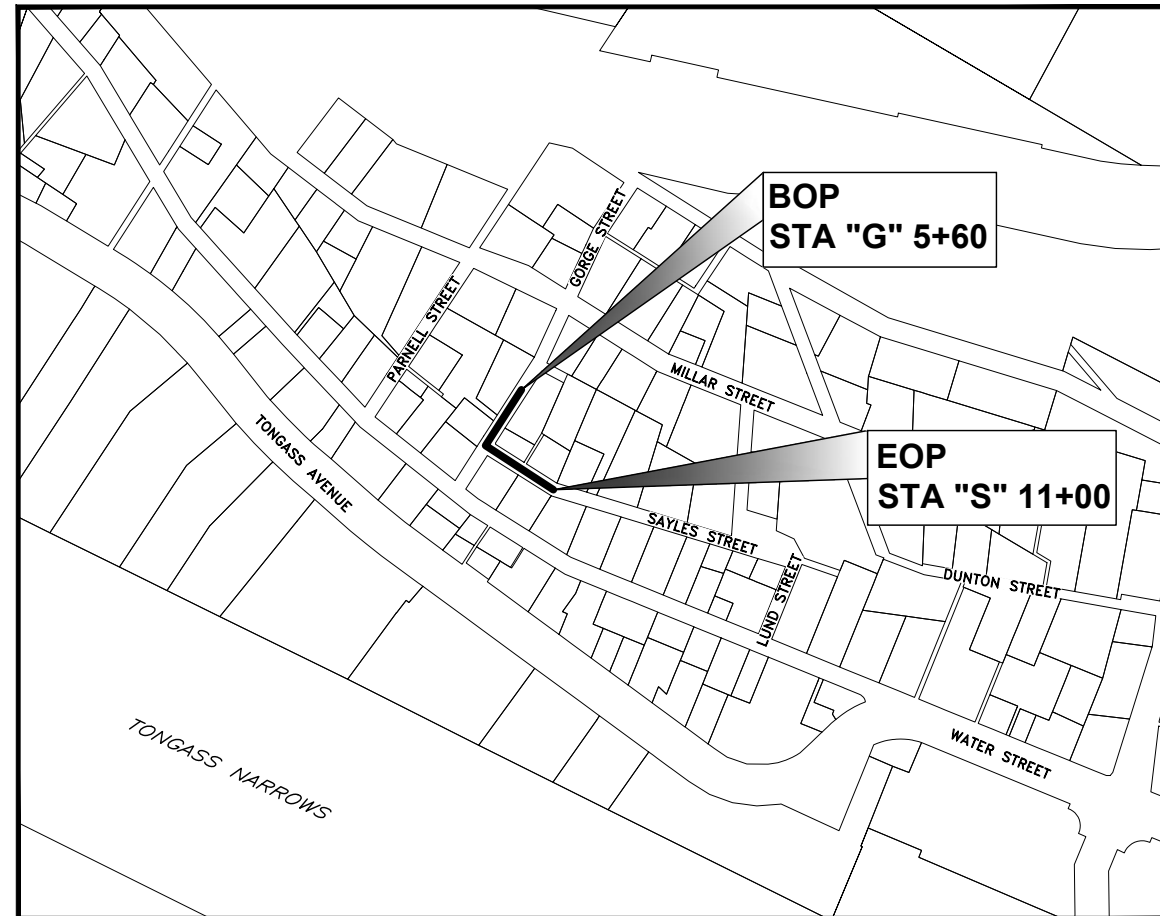 BOP
STA "G" 5+60
GORGE STREET
PARNELL STREET
MILLAR STREET
TONGASS AVENUE
EOP
STA "S" 11+00
SAYLES STREET
LUND STREET
DUNTON STREET
WATER STREET
TONGASS NARROWS